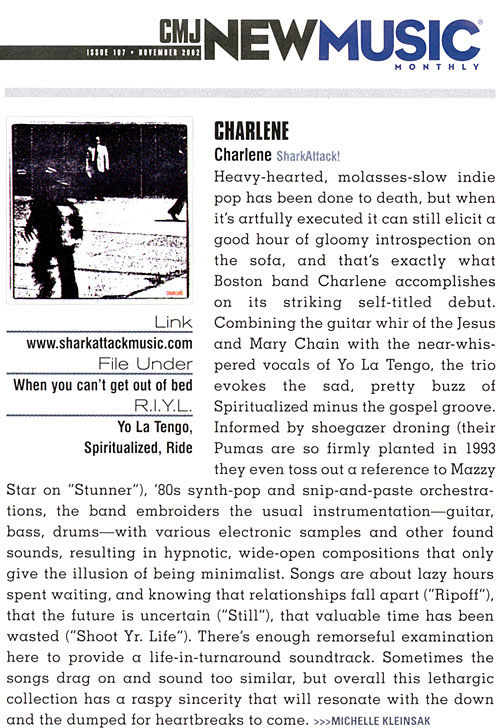 CMJ NEWMUSIC®
ISSUE 107 • NOVEMBER 2002
MONTHLY
CHARLENE
Charlene SharkAttack!
Heavy-hearted, molasses-slow indie
pop has been done to death, but when
it's artfully executed it can still elicit a
good hour of gloomy introspection on
the sofa, and that's exactly what
Boston band Charlene accomplishes
on its striking self-titled debut.
Combining the guitar whir of the Jesus
and Mary Chain with the near-whis-
pered vocals of Yo La Tengo, the trio
evokes the sad, pretty buzz of
Spiritualized minus the gospel groove.
Informed by shoegazer droning (their
Pumas are so firmly planted in 1993
they even toss out a reference to Mazzy
Star on "Stunner"), '80s synth-pop and snip-and-paste orchestra-
tions, the band embroiders the usual instrumentation—guitar,
bass, drums—with various electronic samples and other found
sounds, resulting in hypnotic, wide-open compositions that only
give the illusion of being minimalist. Songs are about lazy hours
spent waiting, and knowing that relationships fall apart ("Ripoff"),
that the future is uncertain ("Still"), that valuable time has been
wasted ("Shoot Yr. Life"). There's enough remorseful examination
here to provide a life-in-turnaround soundtrack. Sometimes the
songs drag on and sound too similar, but overall this lethargic
collection has a raspy sincerity that will resonate with the down
and the dumped for heartbreaks to come. >>>MICHELLE KLEINSAK
CHARLENE
Link
www.sharkattackmusic.com
File Under
When you can't get out of bed
R.I.Y.L.
Yo La Tengo,
Spiritualized, Ride